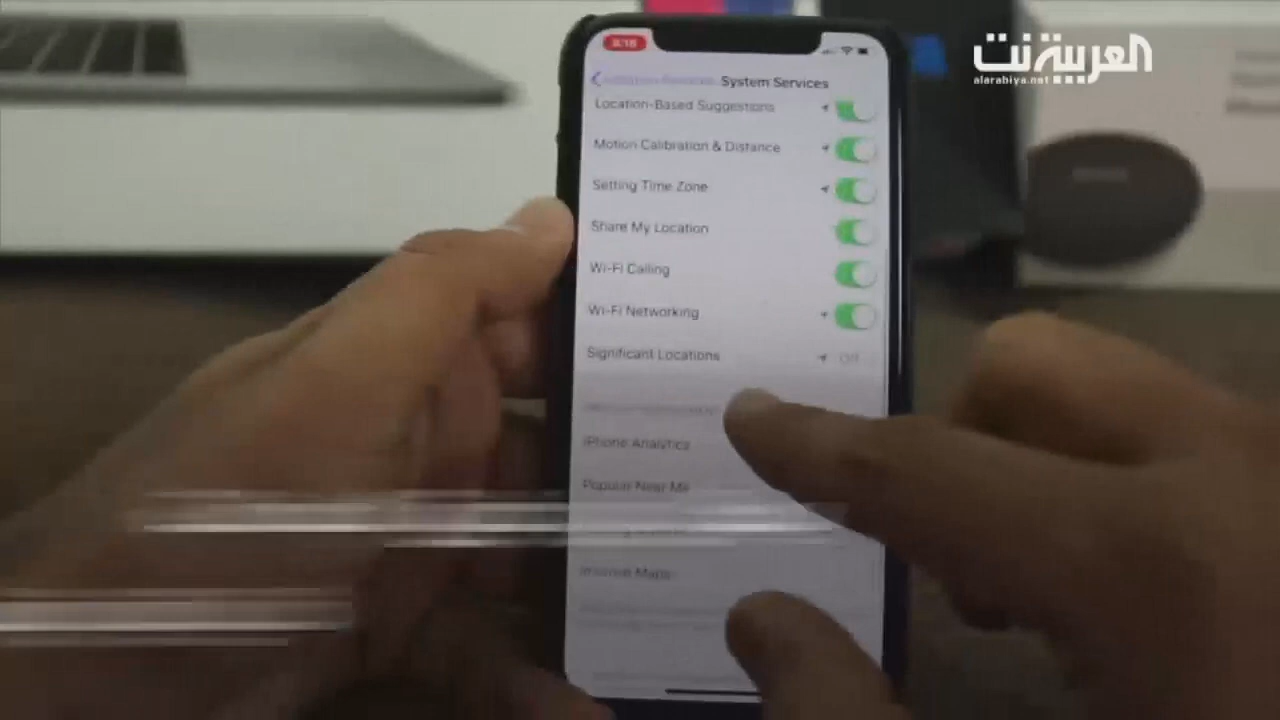 العربية نت
alarabiya.net
System Services
Location-Based Suggestions
Motion Calibration & Distance
Setting Time Zone
Share My Location
Wi-Fi Calling
Wi-Fi Networking
Significant Locations
Off
iPhone Analytics
Popular Near Me